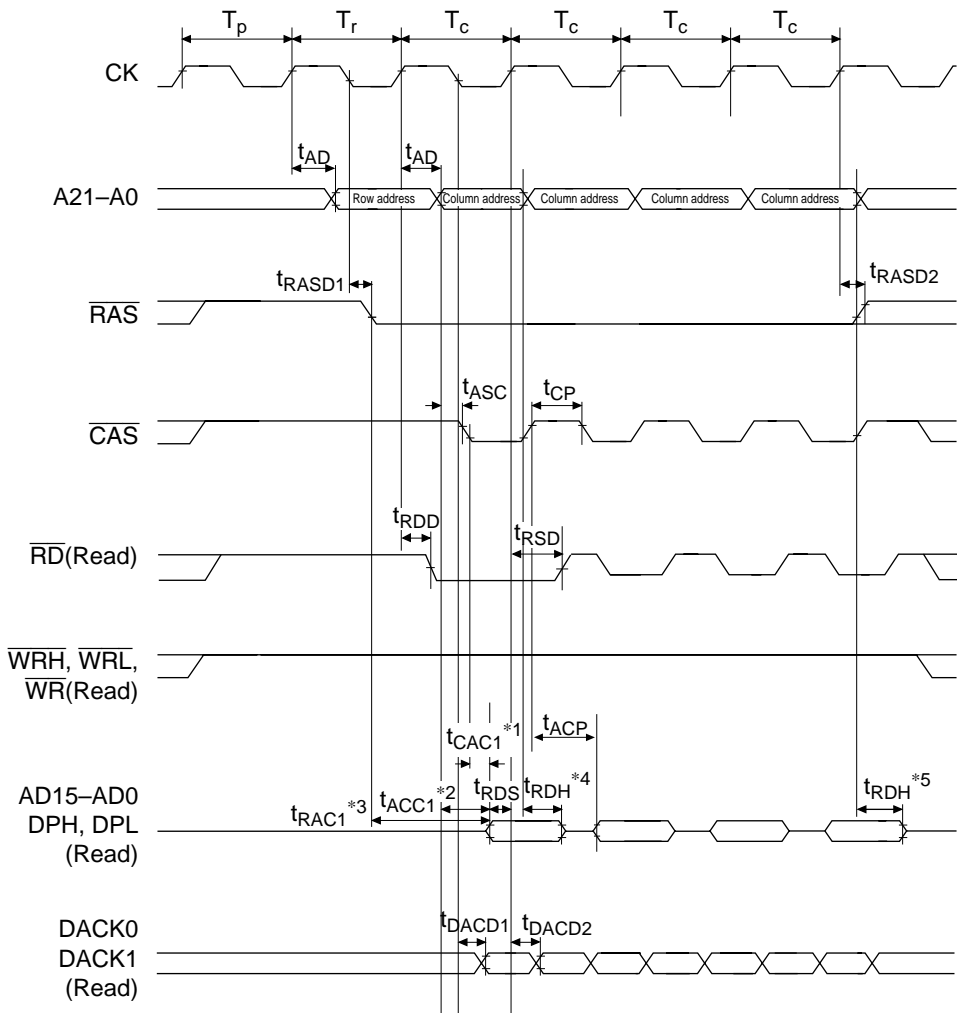 Tp Tr Tc Tc Tc Tc
CK
tAD tAD
A21–A0 Row address Column address Column address Column address Column address
tRASD1 tRASD2
RAS
tASC tCP
CAS
tRDD tRSD
RD(Read)
WRH, WRL,
WR(Read)
tCAC1*1 tACP
AD15–AD0
DPH, DPL
(Read)
tRAC1*3 tACC1*2 tRDS tRDH*4 tRDH*5
DACK0
DACK1
(Read)
tDACD1 tDACD2